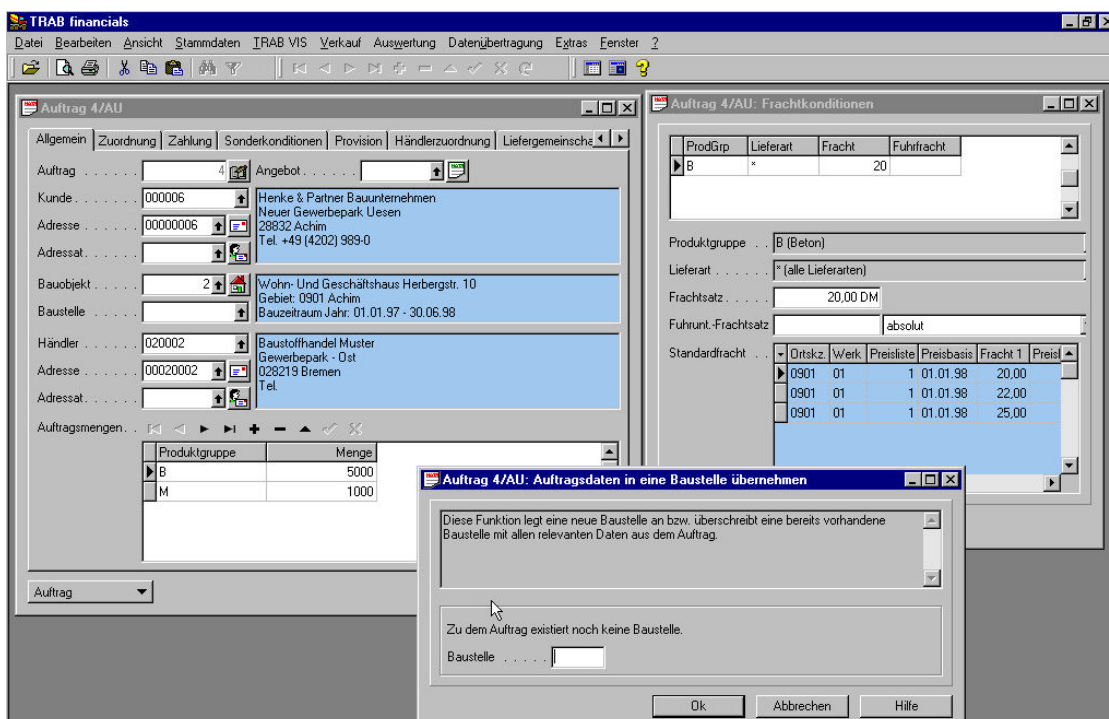 TRAB financials
Datei Bearbeiten Ansicht Stammdaten TRAB VIS Verkauf Auswertung Datenübertragung Extras Fenster ?
Auftrag 4/AU
Allgemein Zuordnung Zahlung Sonderkonditionen Provision Händlerzuordnung Liefergemeinscha
Auftrag . . . . . . 4 Angebot . . . . . .
Kunde . . . . . . . 000006
Henke & Partner Bauunternehmen
Neuer Gewerbepark Uesen
Adresse . . . . . 00000006
28832 Achim
Tel. +49 (4202) 989-0
Adressat . . . . .
Bauobjekt . . . . . 2
Wohn- Und Geschäftshaus Herbergstr. 10
Gebiet: 0901 Achim
Baustelle . . . . .
Bauzeitraum Jahr: 01.01.97 - 30.06.98
Händler . . . . . . 020002
Baustoffhandel Muster
Gewerbepark - Ost
Adresse . . . . . 00020002
028219 Bremen
Tel.
Adressat . . . . .
Auftragsmengen . .
Produktgruppe Menge
B 5000
M 1000
Auftrag
Auftrag 4/AU: Frachtkonditionen
ProdGrp Lieferart Fracht Fuhrfracht
B * 20
Produktgruppe . . B (Beton)
Lieferart . . . . . . * (alle Lieferarten)
Frachtsatz . . . . . 20,00 DM
Fuhrunt.-Frachtsatz absolut
Standardfracht . . Ortskz. Werk Preisliste Preisbasis Fracht 1 Preisl
0901 01 1 01.01.98 20,00
0901 01 1 01.01.98 22,00
0901 01 1 01.01.98 25,00
Auftrag 4/AU: Auftragsdaten in eine Baustelle übernehmen
Diese Funktion legt eine neue Baustelle an bzw. überschreibt eine bereits vorhandene
Baustelle mit allen relevanten Daten aus dem Auftrag.
Zu dem Auftrag existiert noch keine Baustelle.
Baustelle . . . . .
Ok Abbrechen Hilfe